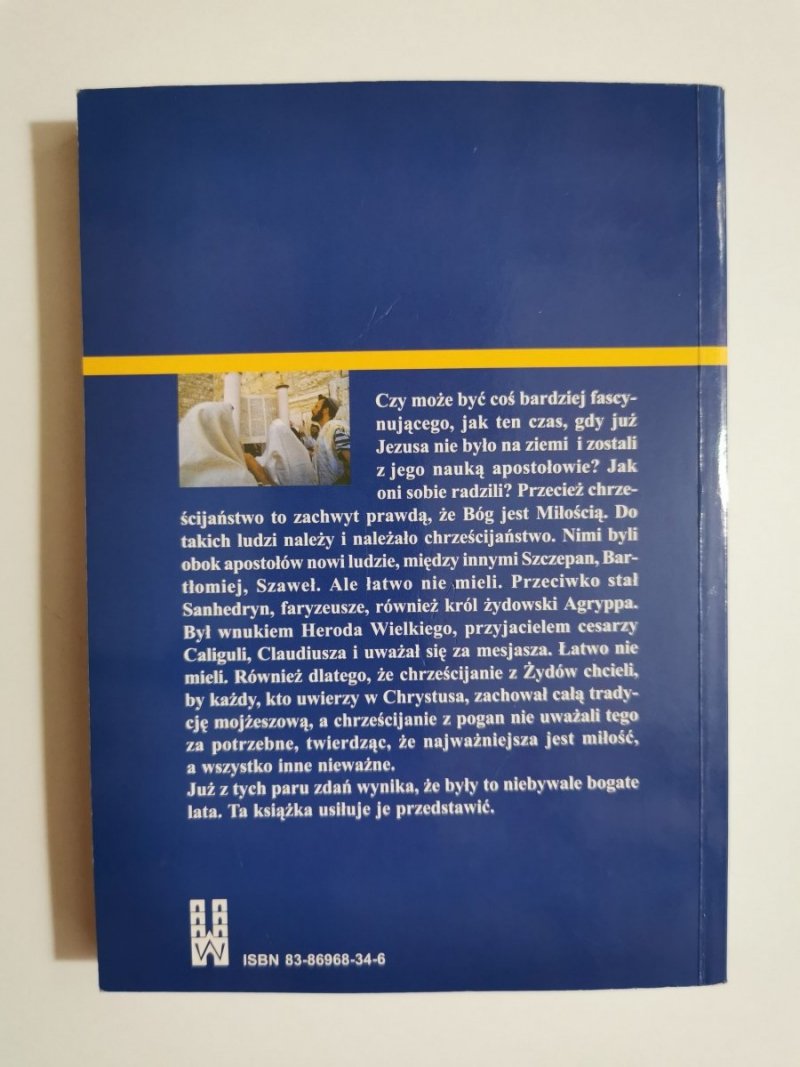 Czy może być coś bardziej fascy-
nującego, jak ten czas, gdy już
Jezusa nie było na ziemi i zostali
z jego nauką apostołowie? Jak
oni sobie radzili? Przecież chrze-
ścijaństwo to zachwyt prawdą, że Bóg jest Miłością. Do
takich ludzi należy i należało chrześcijaństwo. Nimi byli
obok apostołów nowi ludzie, między innymi Szczepan, Bar-
tłomiej, Szaweł. Ale łatwo nie mieli. Przeciwko stał
Sanhedryn, faryzeusze, również król żydowski Agryppa.
Był wnukiem Heroda Wielkiego, przyjacielem cesarzy
Caliguli, Claudiusza i uważał się za mesjasza. Łatwo nie
mieli. Również dlatego, że chrześcijanie z Żydów chcieli,
by każdy, kto uwierzy w Chrystusa, zachował całą trady-
cję mojżeszową, a chrześcijanie z pogan nie uważali tego
za potrzebne, twierdząc, że najważniejsza jest miłość,
a wszystko inne nieważne.
Już z tych paru zdań wynika, że były to niebywale bogate
lata. Ta książka usiłuje je przedstawić.
W
ISBN 83-86968-34-6